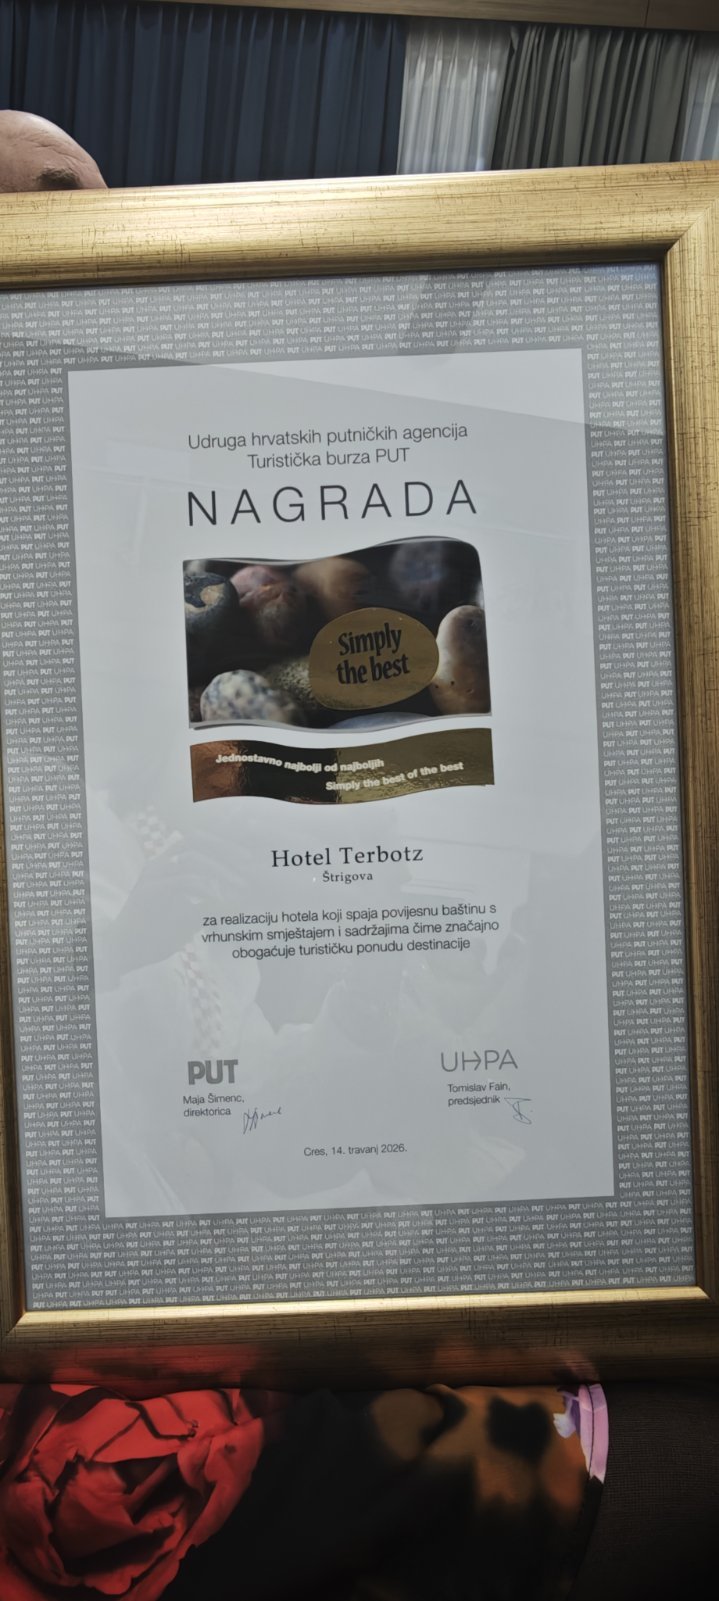 Udruga hrvatskih putničkih agencija
Turistička burza PUT
NAGRADA
Simply
the best
Jednostavno najbolji od najboljih
Simply the best of the best
Hotel Terbotz
Štrigova
za realizaciju hotela koji spaja povijesnu baštinu s
vrhunskim smještajem i sadržajima čime značajno
obogaćuje turističku ponudu destinacije
PUT
Maja Šimenc,
direktorica
UHPA
Tomislav Fain,
predsjednik
Cres, 14. travanj 2026.